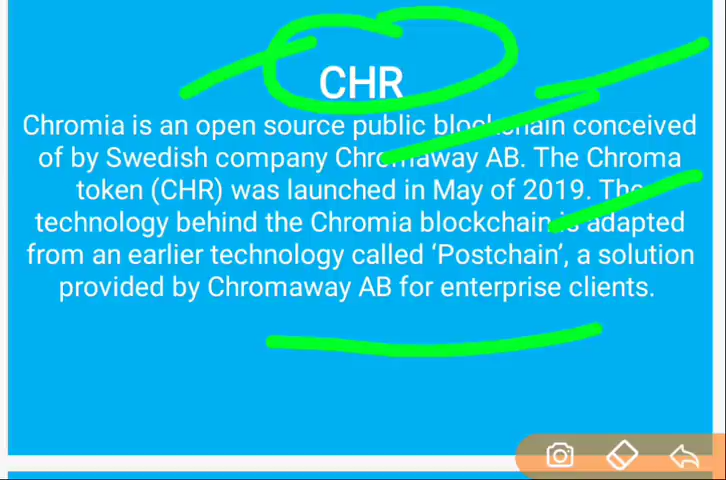 CHR
Chromia is an open source public blockchain conceived
of by Swedish company Chromaway AB. The Chroma
token (CHR) was launched in May of 2019. The
technology behind the Chromia blockchain is adapted
from an earlier technology called ‘Postchain’, a solution
provided by Chromaway AB for enterprise clients.